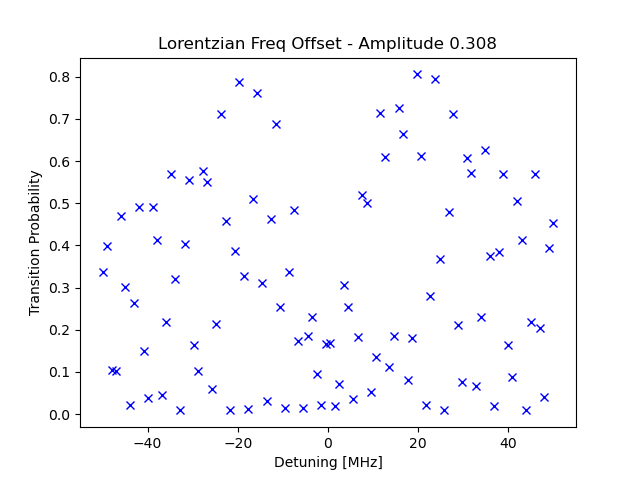 Lorentzian Freq Offset - Amplitude 0.308
Transition Probability
0.8
0.7
0.6
0.5
0.4
0.3
0.2
0.1
0.0
−40 −20 0 20 40
Detuning [MHz]